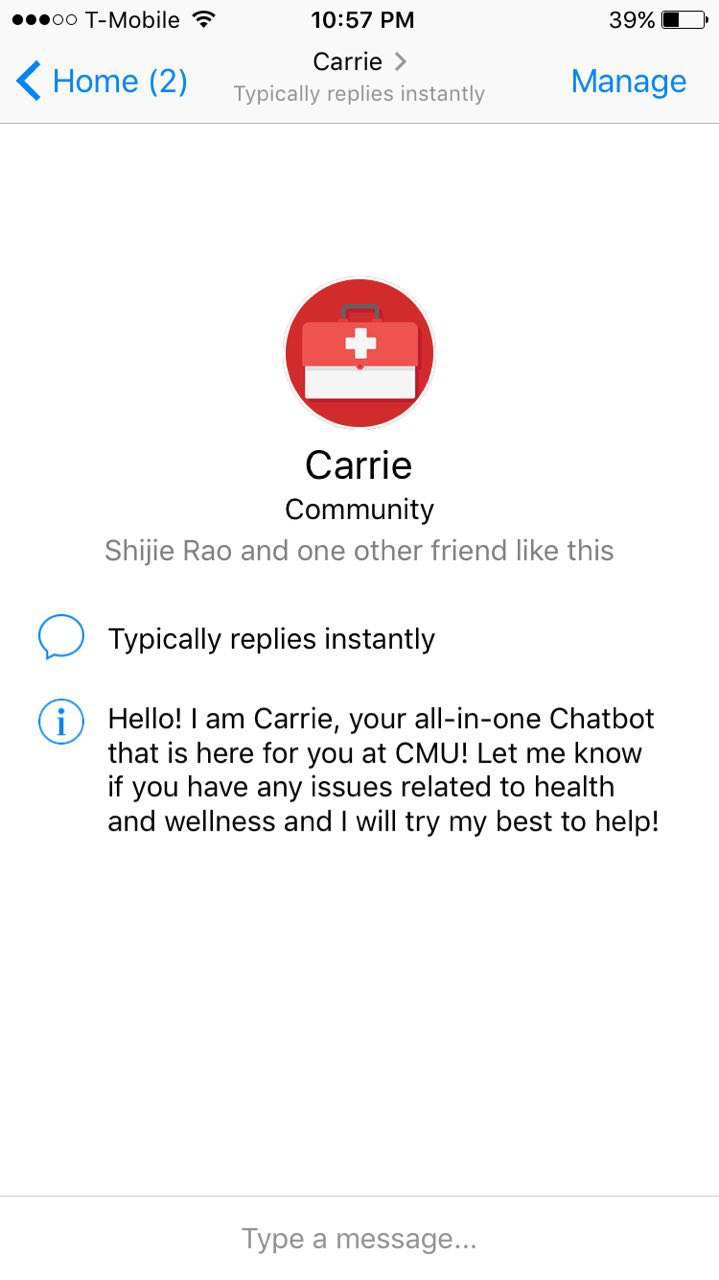 T-Mobile 10:57 PM 39%
Home (2) Carrie Manage
Typically replies instantly
Carrie
Community
Shijie Rao and one other friend like this
Typically replies instantly
Hello! I am Carrie, your all-in-one Chatbot
that is here for you at CMU! Let me know
if you have any issues related to health
and wellness and I will try my best to help!
Type a message...